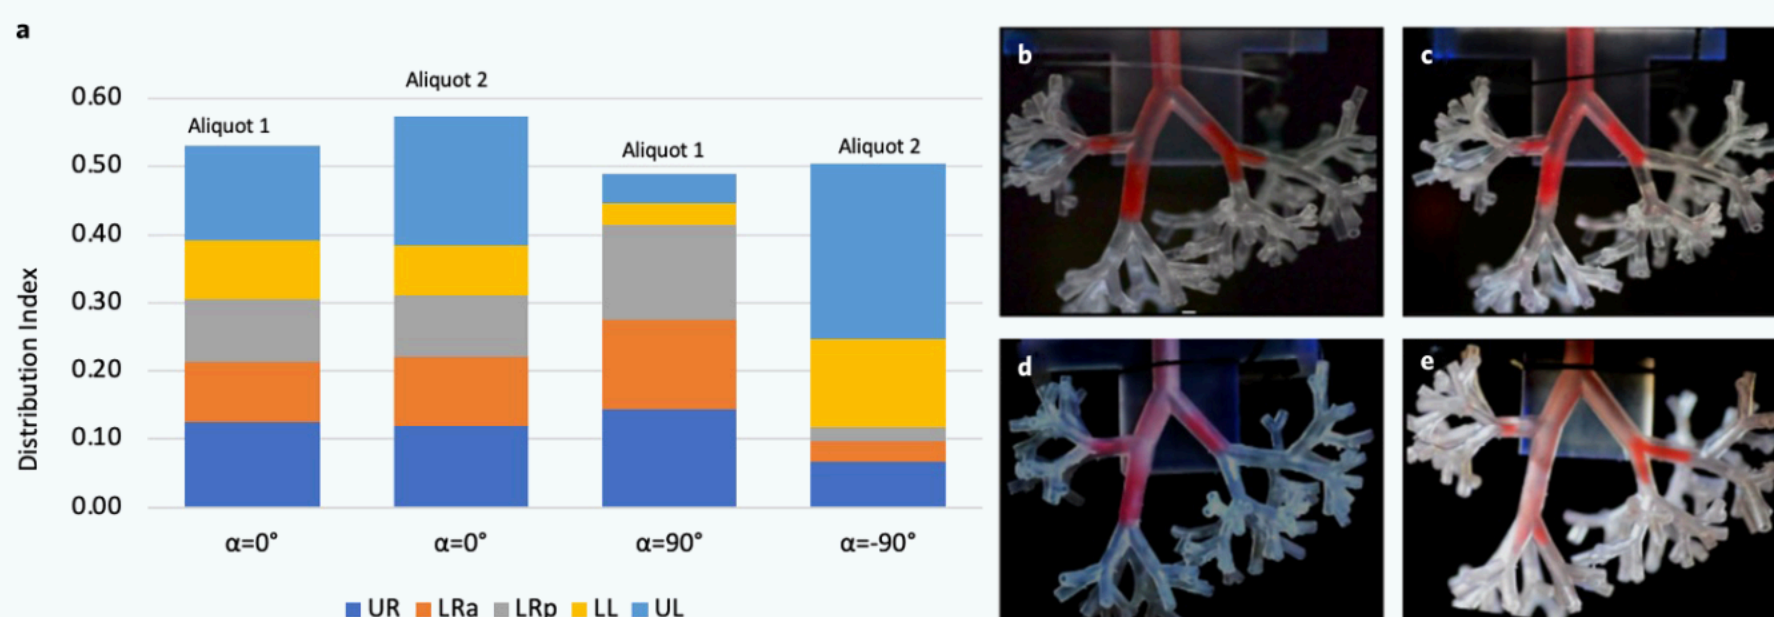 a
Distribution Index
0.60
0.50
0.40
0.30
0.20
0.10
0.00
Aliquot 1
Aliquot 2
Aliquot 1
Aliquot 2
α=0°
α=0°
α=90°
α=-90°
UR LRa LRp LL UL
b
c
d
e